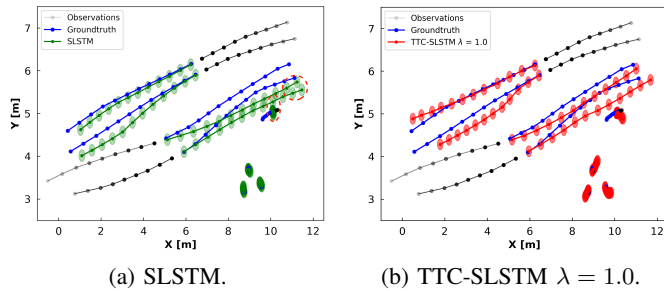 Observations
Groundtruth
SLSTM
Y [m]
7
6
5
4
3
0
2
4
6
8
10
12
X [m]
(a) SLSTM.
Observations
Groundtruth
TTC-SLSTM λ = 1.0
Y [m]
7
6
5
4
3
0
2
4
6
8
10
12
X [m]
(b) TTC-SLSTM λ = 1.0.